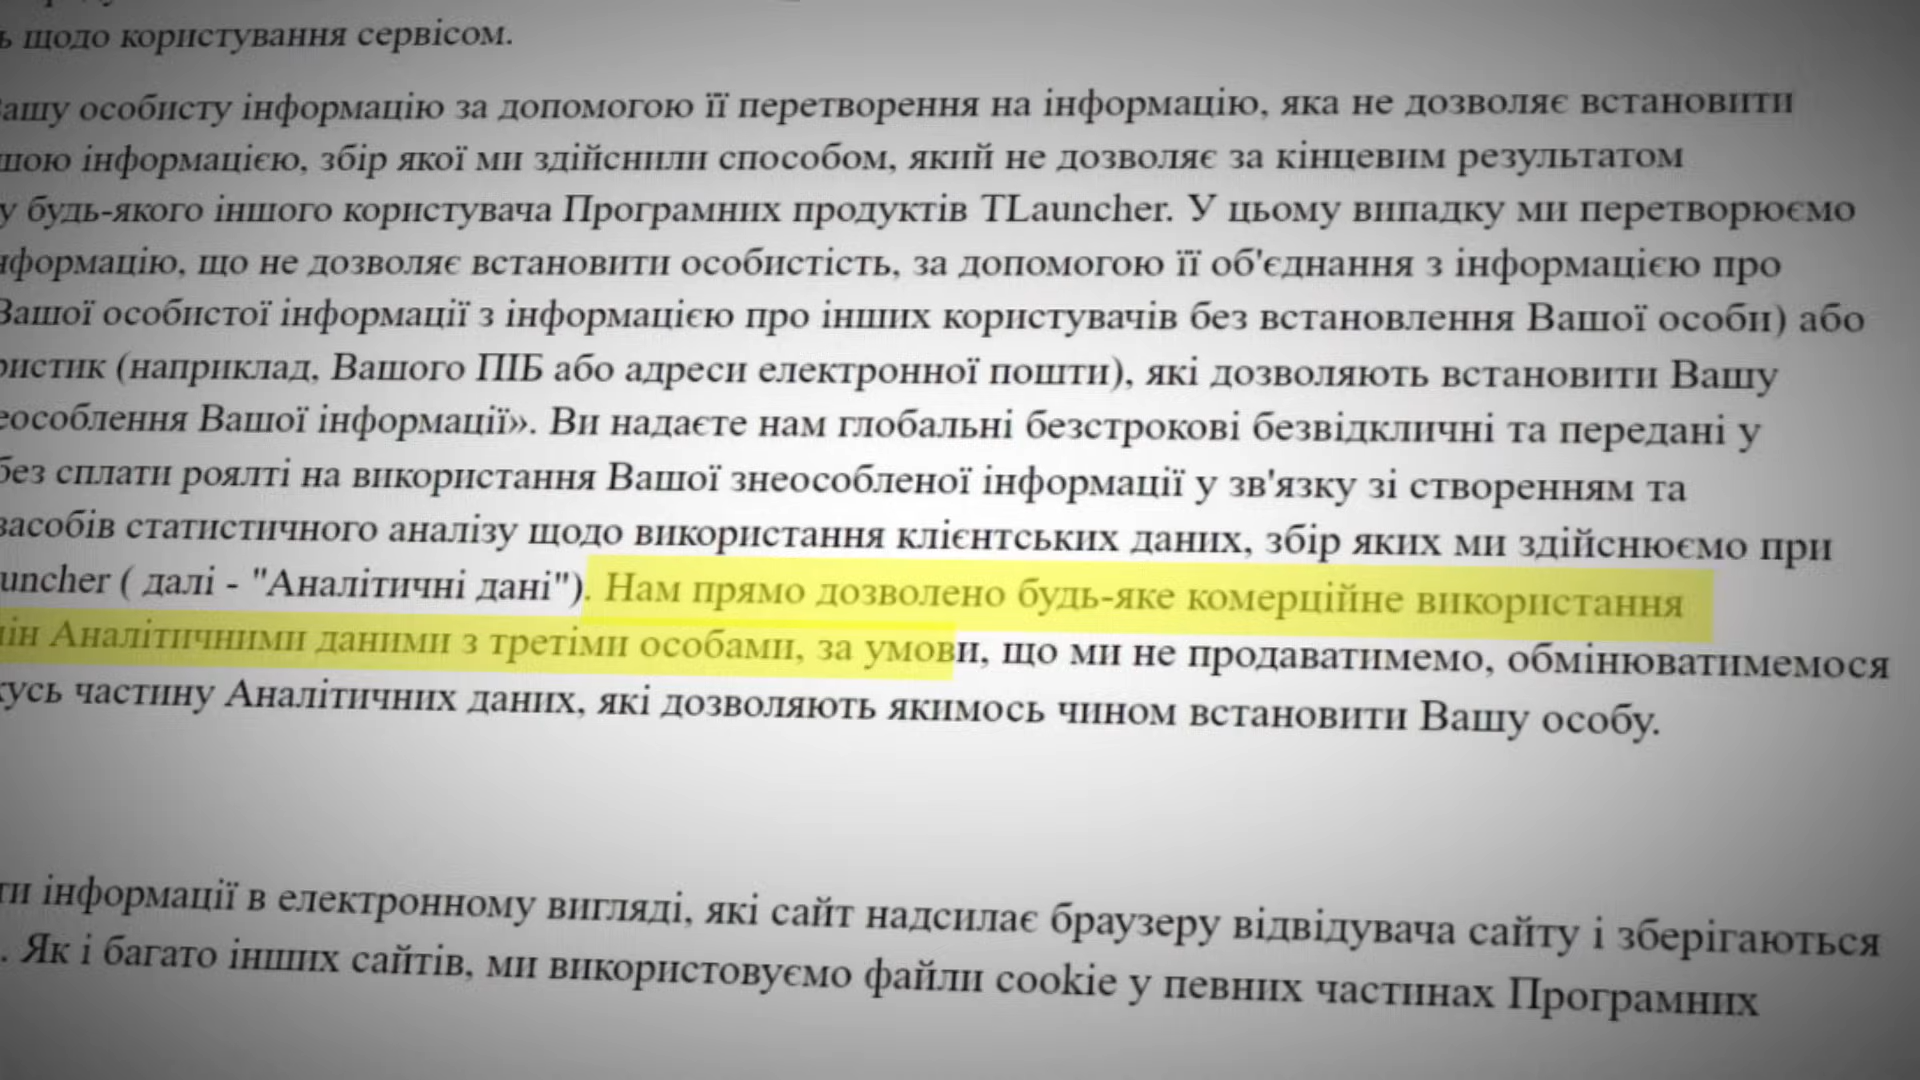 щодо користування сервісом.
особисту інформацію за допомогою її перетворення на інформацію, яка не дозволяє встановити
інформацією, збір якої ми здійснили способом, який не дозволяє за кінцевим результатом
у будь-якого іншого користувача Програмних продуктів TLauncher. У цьому випадку ми перетворюємо
що не дозволяє встановити особистість, за допомогою її об'єднання з інформацією про
Вашої особистої інформації з інформацією про інших користувачів без встановлення Вашої особи) або
(наприклад, Вашого ПІБ або адреси електронної пошти), які дозволяють встановити Вашу
Вашої інформації». Ви надаєте нам глобальні безстрокові безвідкличні та передані у
без сплати роялті на використання Вашої знеособленої інформації у зв'язку зі створенням та
засобів статистичного аналізу щодо використання клієнтських даних, збір яких ми здійснюємо при
uncher ( далі - "Аналітичні дані"). Нам прямо дозволено будь-яке комерційне використання
Аналітичними даними з третіми особами, за умови, що ми не продаватимемо, обмінюватимемося
частину Аналітичних даних, які дозволяють якимось чином встановити Вашу особу.
ти інформації в електронному вигляді, які сайт надсилає браузеру відвідувача сайту і зберігаються
. Як і багато інших сайтів, ми використовуємо файли cookie у певних частинах Програмних